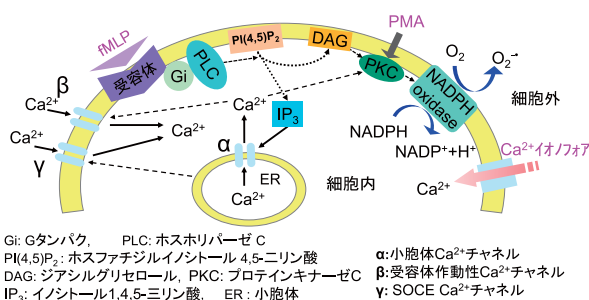 fMLP
受容体
Gi
PLC
PI(4,5)P₂
DAG
PMA
PKC
NADPH oxidase
O₂
O₂⁻·
細胞外
NADPH
NADP⁺+H⁺
Ca²⁺イオノフォア
Ca²⁺
β
Ca²⁺
Ca²⁺
Ca²⁺
γ
Ca²⁺
IP₃
α
ER
Ca²⁺
細胞内
Gi: Gタンパク, PLC: ホスホリパーゼ C
PI(4,5)P₂ : ホスファチジルイノシトール 4,5-二リン酸
DAG: ジアシルグリセロール, PKC: プロテインキナーゼC
IP₃: イノシトール1,4,5-三リン酸, ER : 小胞体
α:小胞体Ca²⁺チャネル
β:受容体作動性Ca²⁺チャネル
γ: SOCE Ca²⁺チャネル